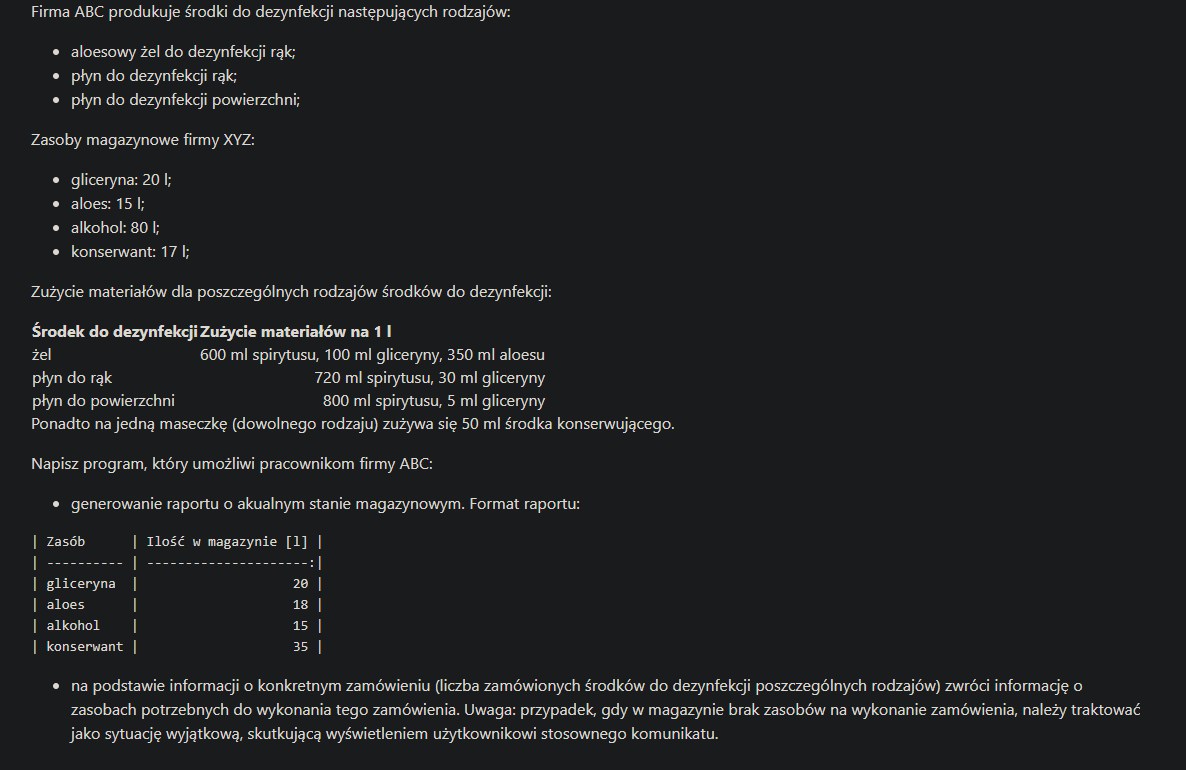 Firma ABC produkuje środki do dezynfekcji następujących rodzajów:
• aloesowy żel do dezynfekcji rąk;
• płyn do dezynfekcji rąk;
• płyn do dezynfekcji powierzchni;
Zasoby magazynowe firmy XYZ:
• gliceryna: 20 l;
• aloes: 15 l;
• alkohol: 80 l;
• konserwant: 17 l;
Zużycie materiałów dla poszczególnych rodzajów środków do dezynfekcji:
Środek do dezynfekcji Zużycie materiałów na 1 l
żel 600 ml spirytusu, 100 ml gliceryny, 350 ml aloesu
płyn do rąk 720 ml spirytusu, 30 ml gliceryny
płyn do powierzchni 800 ml spirytusu, 5 ml gliceryny
Ponadto na jedną maseczkę (dowolnego rodzaju) zużywa się 50 ml środka konserwującego.
Napisz program, który umożliwi pracownikom firmy ABC:
• generowanie raportu o akualnym stanie magazynowym. Format raportu:
| Zasób      | Ilość w magazynie [l] |
| ---------- | ---------------------:|
| gliceryna  |                    20 |
| aloes      |                    18 |
| alkohol    |                    15 |
| konserwant |                    35 |
• na podstawie informacji o konkretnym zamówieniu (liczba zamówionych środków do dezynfekcji poszczególnych rodzajów) zwróci informację o
zasobach potrzebnych do wykonania tego zamówienia. Uwaga: przypadek, gdy w magazynie brak zasobów na wykonanie zamówienia, należy traktować
jako sytuację wyjątkową, skutkującą wyświetleniem użytkownikowi stosownego komunikatu.